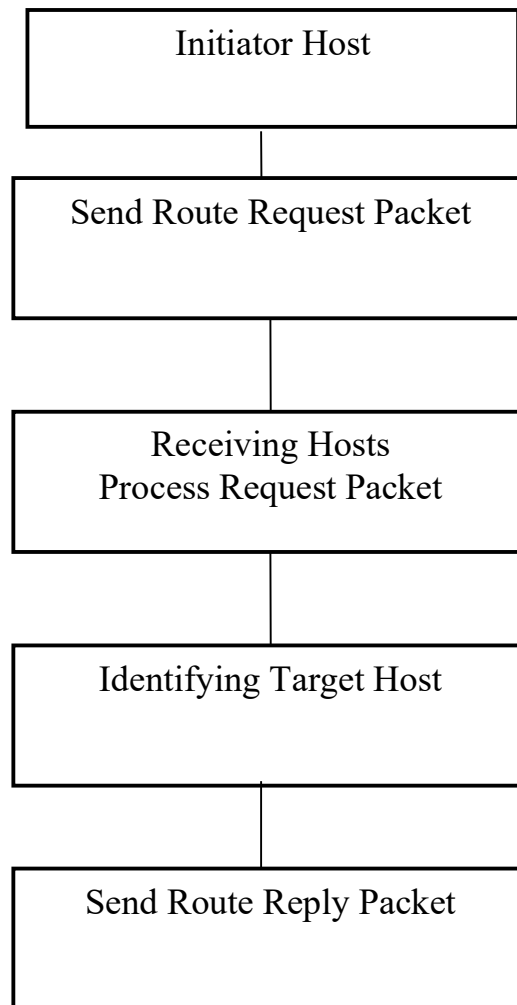 Initiator Host
Send Route Request Packet
Receiving Hosts
Process Request Packet
Identifying Target Host
Send Route Reply Packet